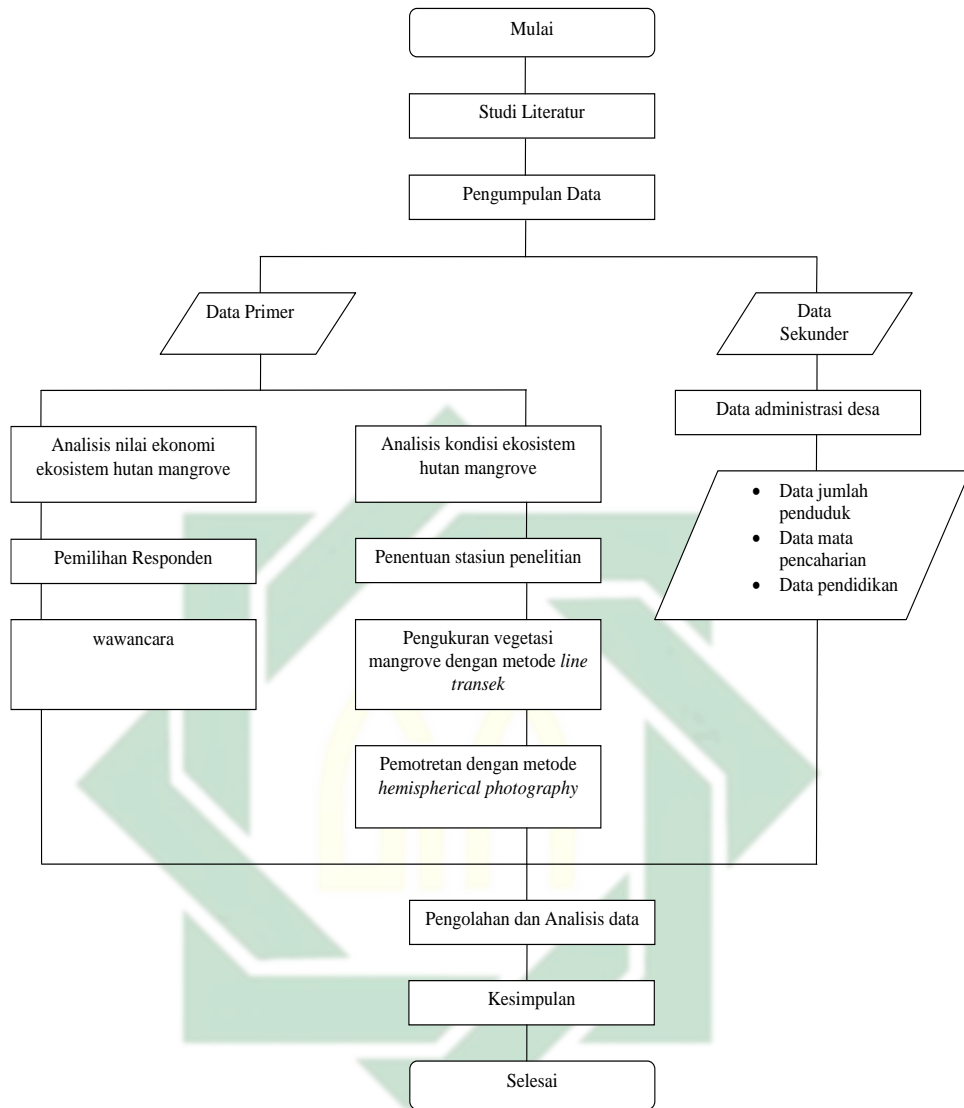 Mulai
Studi Literatur
Pengumpulan Data
Data Primer
Data
Sekunder
Data administrasi desa
Analisis nilai ekonomi
ekosistem hutan mangrove
Analisis kondisi ekosistem
hutan mangrove
• Data jumlah
penduduk
• Data mata
pencaharian
• Data pendidikan
Pemilihan Responden
Penentuan stasiun penelitian
wawancara
Pengukuran vegetasi
mangrove dengan metode line
transek
Pemotretan dengan metode
hemispherical photography
Pengolahan dan Analisis data
Kesimpulan
Selesai